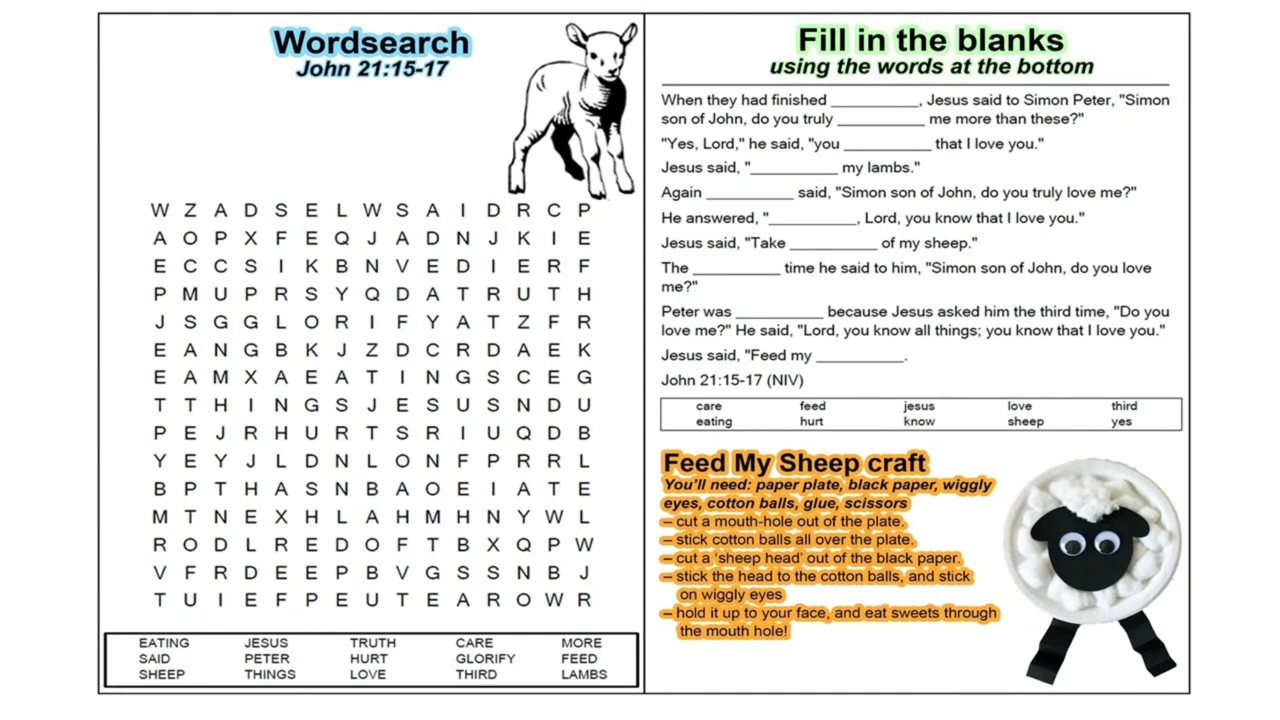 Wordsearch
John 21:15-17
W Z A D S E L W S A I D R C P
A O P X F E Q J A D N J K I E
E C C S I K B N V E D I E R F
P M U P R S Y Q D A T R U T H
J S G G L O R I F Y A T Z F R
E A N G B K J Z D C R D A E K
E A M X A E A T I N G S C E G
T T H I N G S J E S U S N D U
P E J R H U R T S R I U Q D B
Y E Y J L D N L O N F P R R L
B P T H A S N B A O E I A T E
M T N E X H L A H M H N Y W L
R O D L R E D O F T B X Q P W
V F R D E E P B V G S S N B J
T U I E F P E U T E A R O W R
EATING JESUS TRUTH CARE MORE
SAID PETER HURT GLORIFY FEED
SHEEP THINGS LOVE THIRD LAMBS
Fill in the blanks
using the words at the bottom
When they had finished __________, Jesus said to Simon Peter, "Simon
son of John, do you truly __________ me more than these?"
"Yes, Lord," he said, "you __________ that I love you."
Jesus said, "__________ my lambs."
Again __________ said, "Simon son of John, do you truly love me?"
He answered, "__________, Lord, you know that I love you."
Jesus said, "Take __________ of my sheep."
The __________ time he said to him, "Simon son of John, do you love
me?"
Peter was __________ because Jesus asked him the third time, "Do you
love me?" He said, "Lord, you know all things; you know that I love you."
Jesus said, "Feed my __________.
John 21:15-17 (NIV)
care feed jesus love third
eating hurt know sheep yes
Feed My Sheep craft
You'll need: paper plate, black paper, wiggly
eyes, cotton balls, glue, scissors
– cut a mouth-hole out of the plate.
– stick cotton balls all over the plate.
– cut a 'sheep head' out of the black paper.
– stick the head to the cotton balls, and stick
on wiggly eyes
– hold it up to your face, and eat sweets through
the mouth hole!